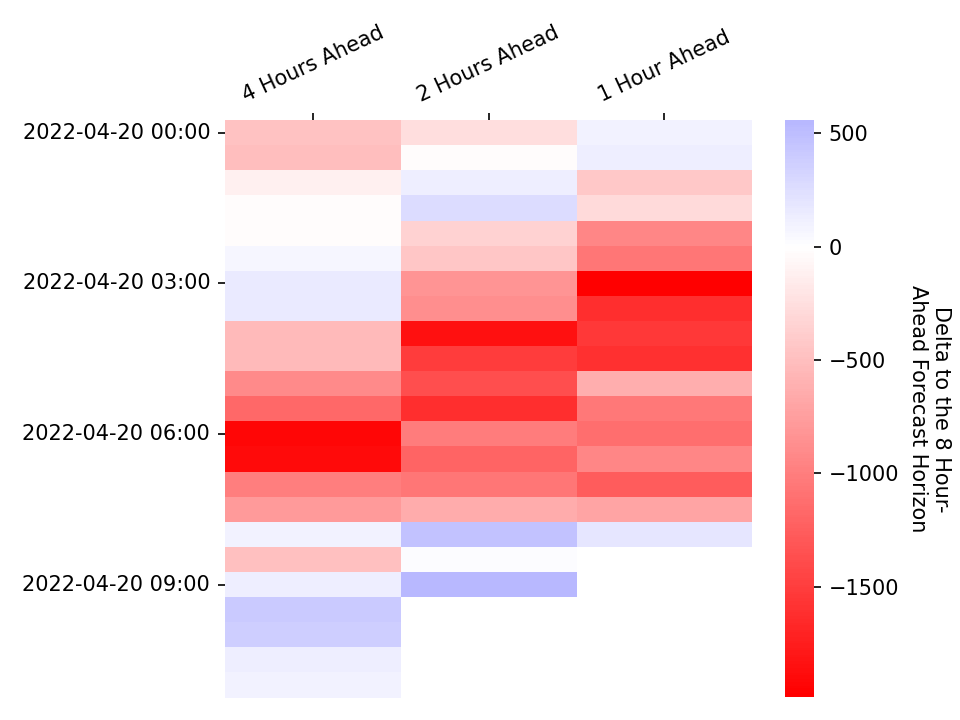 4 Hours Ahead
2 Hours Ahead
1 Hour Ahead
2022-04-20 00:00
2022-04-20 03:00
2022-04-20 06:00
2022-04-20 09:00
500
0
−500
−1000
−1500
Delta to the 8 Hour-
Ahead Forecast Horizon